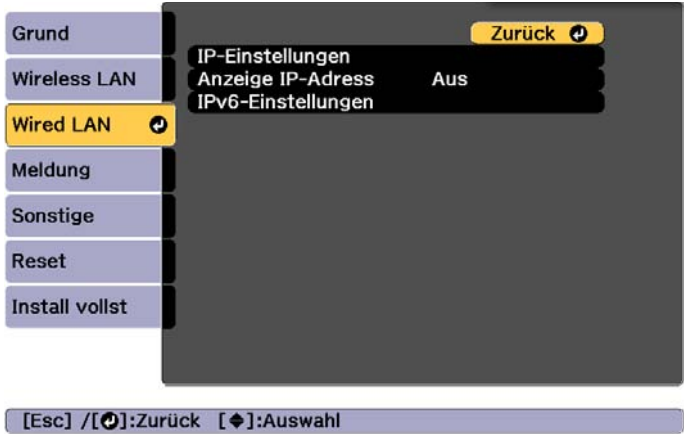 Grund
Wireless LAN
Wired LAN
Meldung
Sonstige
Reset
Install vollst
Zurück
IP-Einstellungen
Anzeige IP-Adress Aus
IPv6-Einstellungen
[Esc] /[⏎]:Zurück [◆]:Auswahl